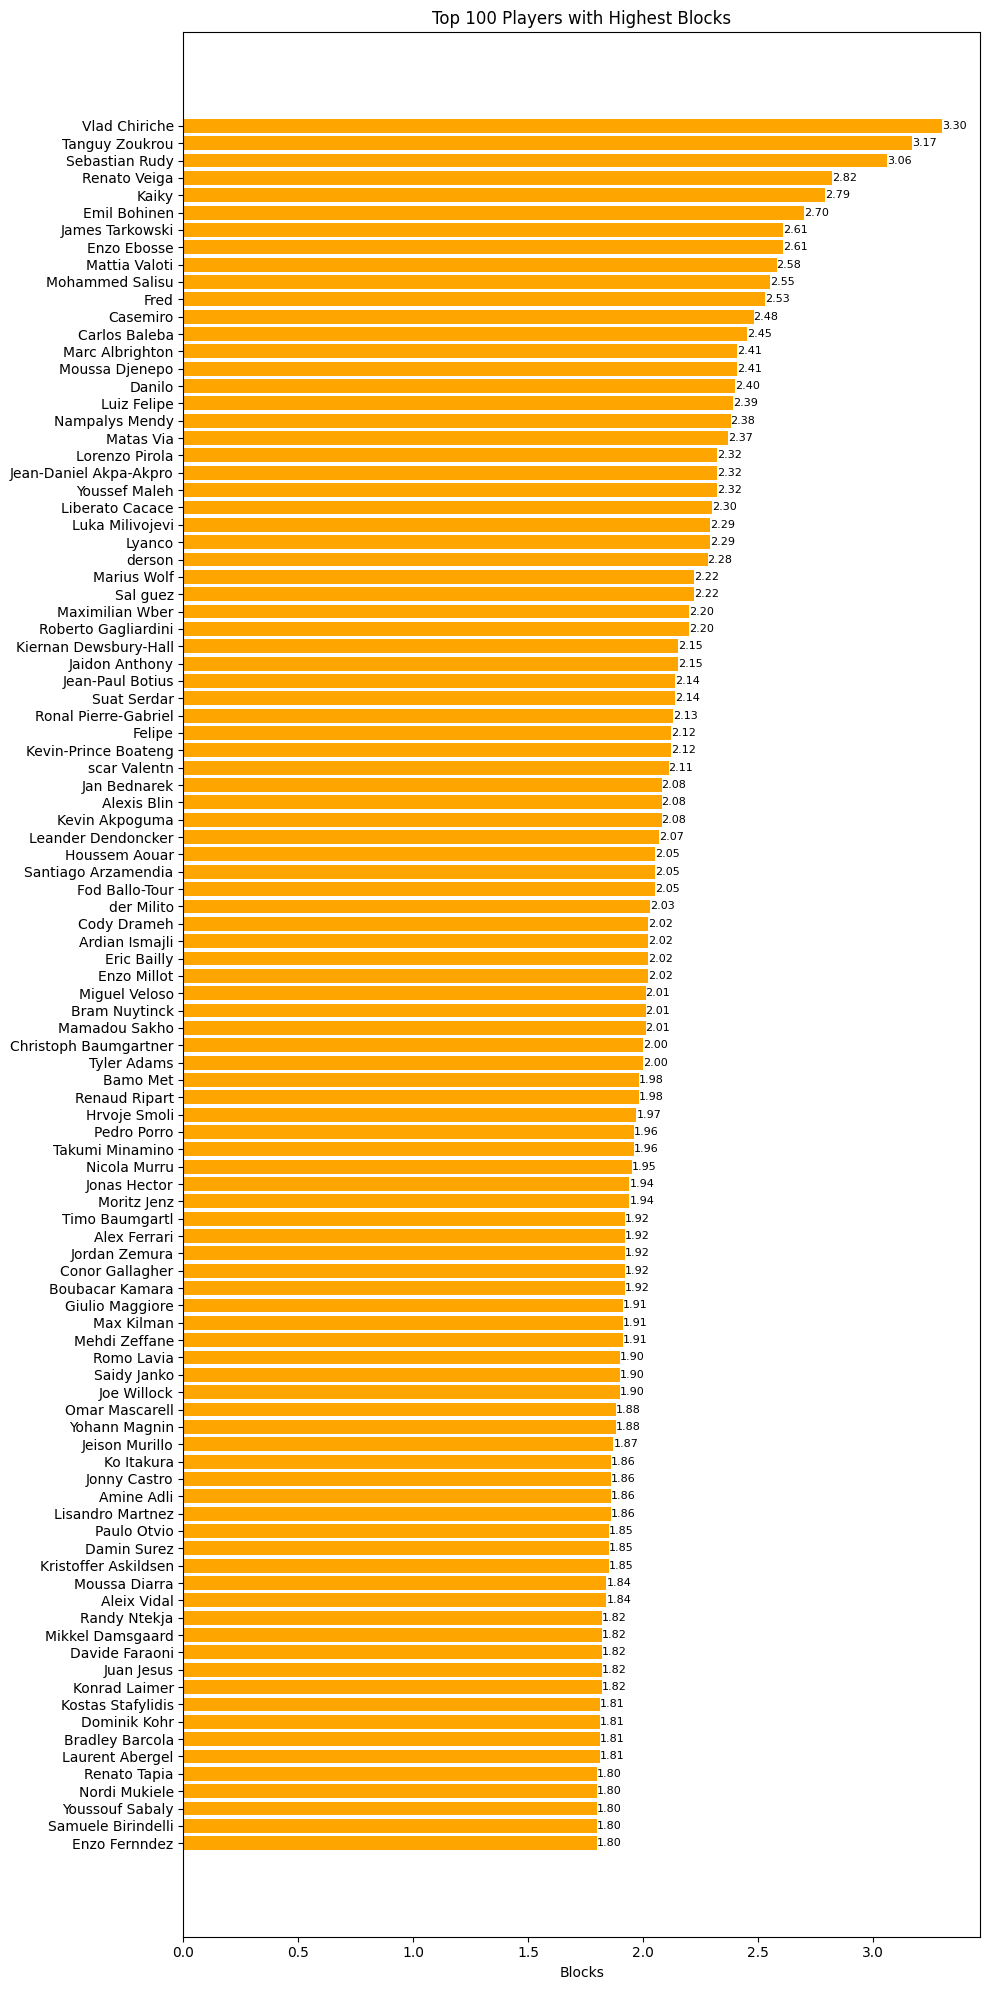 Top 100 Players with Highest Blocks
Vlad Chiriche 3.30
Tanguy Zoukrou 3.17
Sebastian Rudy 3.06
Renato Veiga 2.82
Kaiky 2.79
Emil Bohinen 2.70
James Tarkowski 2.61
Enzo Ebosse 2.61
Mattia Valoti 2.58
Mohammed Salisu 2.55
Fred 2.53
Casemiro 2.48
Carlos Baleba 2.45
Marc Albrighton 2.41
Moussa Djenepo 2.41
Danilo 2.40
Luiz Felipe 2.39
Nampalys Mendy 2.38
Matas Via 2.37
Lorenzo Pirola 2.32
Jean-Daniel Akpa-Akpro 2.32
Youssef Maleh 2.32
Liberato Cacace 2.30
Luka Milivojevi 2.29
Lyanco 2.29
derson 2.28
Marius Wolf 2.22
Sal guez 2.22
Maximilian Wber 2.20
Roberto Gagliardini 2.20
Kiernan Dewsbury-Hall 2.15
Jaidon Anthony 2.15
Jean-Paul Botius 2.14
Suat Serdar 2.14
Ronal Pierre-Gabriel 2.13
Felipe 2.12
Kevin-Prince Boateng 2.12
scar Valentn 2.11
Jan Bednarek 2.08
Alexis Blin 2.08
Kevin Akpoguma 2.08
Leander Dendoncker 2.07
Houssem Aouar 2.05
Santiago Arzamendia 2.05
Fod Ballo-Tour 2.05
der Milito 2.03
Cody Drameh 2.02
Ardian Ismajli 2.02
Eric Bailly 2.02
Enzo Millot 2.02
Miguel Veloso 2.01
Bram Nuytinck 2.01
Mamadou Sakho 2.01
Christoph Baumgartner 2.00
Tyler Adams 2.00
Bamo Met 1.98
Renaud Ripart 1.98
Hrvoje Smoli 1.97
Pedro Porro 1.96
Takumi Minamino 1.96
Nicola Murru 1.95
Jonas Hector 1.94
Moritz Jenz 1.94
Timo Baumgartl 1.92
Alex Ferrari 1.92
Jordan Zemura 1.92
Conor Gallagher 1.92
Boubacar Kamara 1.92
Giulio Maggiore 1.91
Max Kilman 1.91
Mehdi Zeffane 1.91
Romo Lavia 1.90
Saidy Janko 1.90
Joe Willock 1.90
Omar Mascarell 1.88
Yohann Magnin 1.88
Jeison Murillo 1.87
Ko Itakura 1.86
Jonny Castro 1.86
Amine Adli 1.86
Lisandro Martnez 1.86
Paulo Otvio 1.85
Damin Surez 1.85
Kristoffer Askildsen 1.85
Moussa Diarra 1.84
Aleix Vidal 1.84
Randy Ntekja 1.82
Mikkel Damsgaard 1.82
Davide Faraoni 1.82
Juan Jesus 1.82
Konrad Laimer 1.82
Kostas Stafylidis 1.81
Dominik Kohr 1.81
Bradley Barcola 1.81
Laurent Abergel 1.81
Renato Tapia 1.80
Nordi Mukiele 1.80
Youssouf Sabaly 1.80
Samuele Birindelli 1.80
Enzo Fernndez 1.80
0.0 0.5 1.0 1.5 2.0 2.5 3.0
Blocks